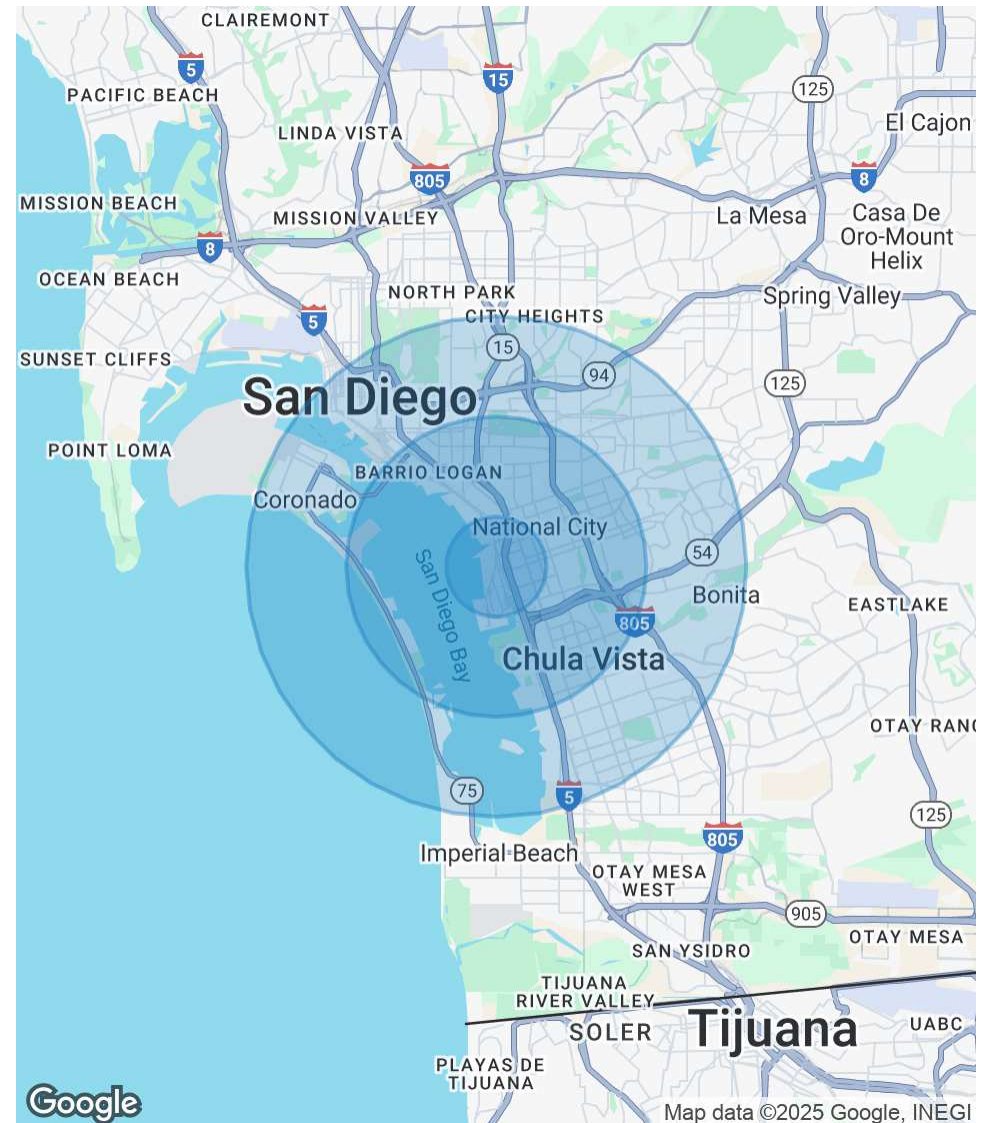 CLAIREMONT
5
15
PACIFIC BEACH
125
El Cajon
LINDA VISTA
805
8
MISSION BEACH
MISSION VALLEY
La Mesa
Casa De
Oro-Mount
Helix
8
OCEAN BEACH
NORTH PARK
Spring Valley
CITY HEIGHTS
5
15
SUNSET CLIFFS
94
125
San Diego
POINT LOMA
BARRIO LOGAN
Coronado
National City
54
San Diego Bay
Bonita
EASTLAKE
805
Chula Vista
OTAY RANC
75
5
125
805
Imperial Beach
OTAY MESA
WEST
905
OTAY MESA
SAN YSIDRO
TIJUANA
RIVER VALLEY
SOLER
Tijuana
UABC
PLAYAS DE
TIJUANA
Google
Map data ©2025 Google, INEGI